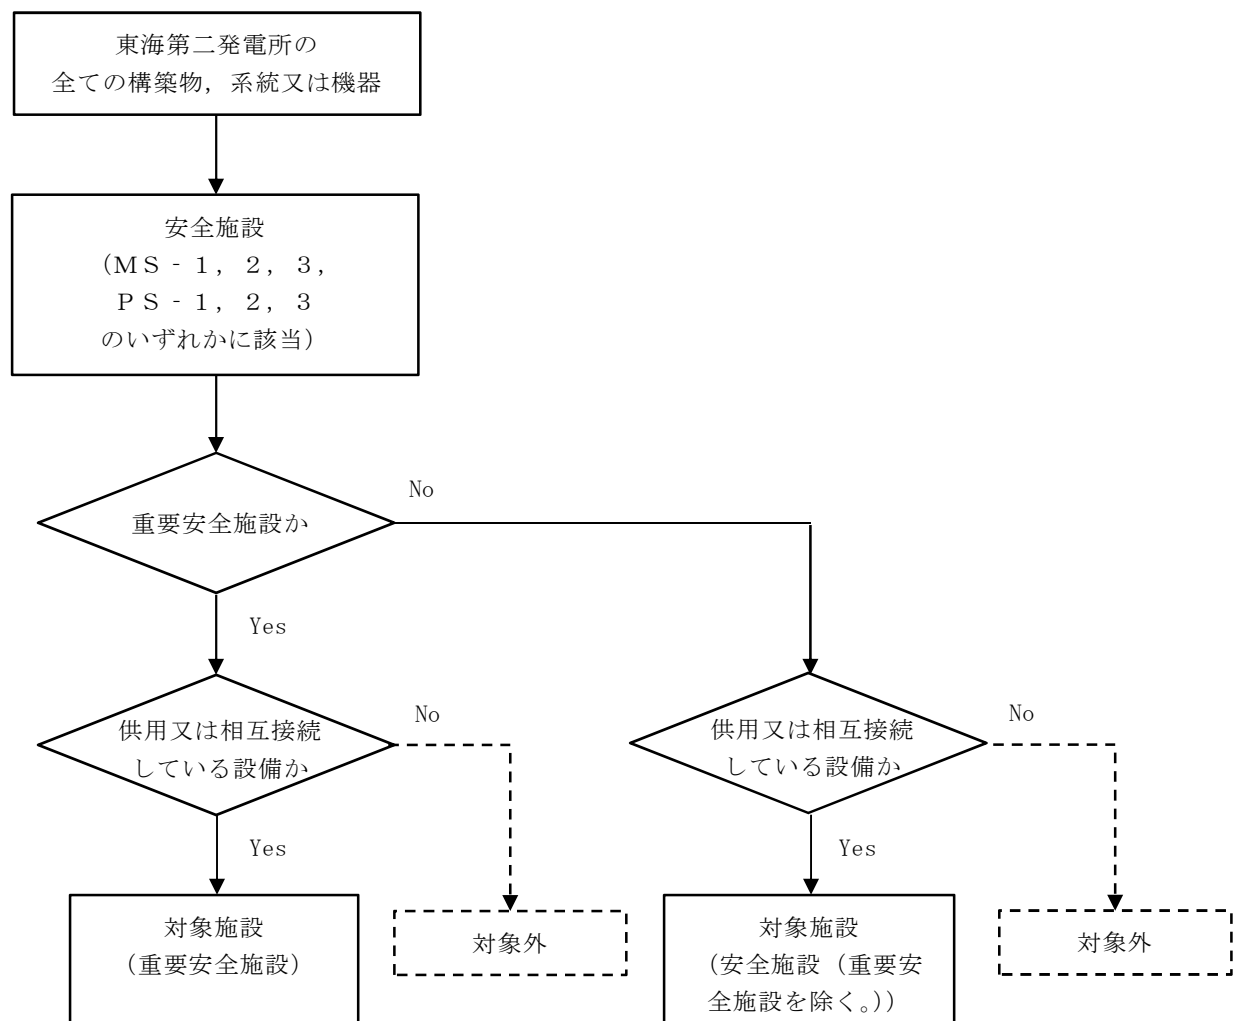 東海第二発電所の
全ての構築物，系統又は機器
安全施設
（ＭＳ‐１，２，３，
ＰＳ‐１，２，３
のいずれかに該当）
重要安全施設か
No
Yes
供用又は相互接続
している設備か
No
供用又は相互接続
している設備か
No
Yes
Yes
対象施設
（重要安全施設）
対象外
対象施設
（安全施設（重要安
全施設を除く。））
対象外